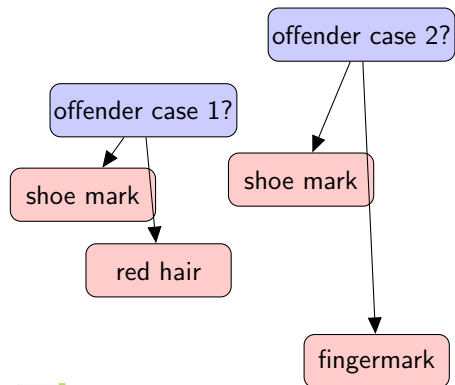 offender case 2?
offender case 1?
shoe mark
shoe mark
red hair
fingermark